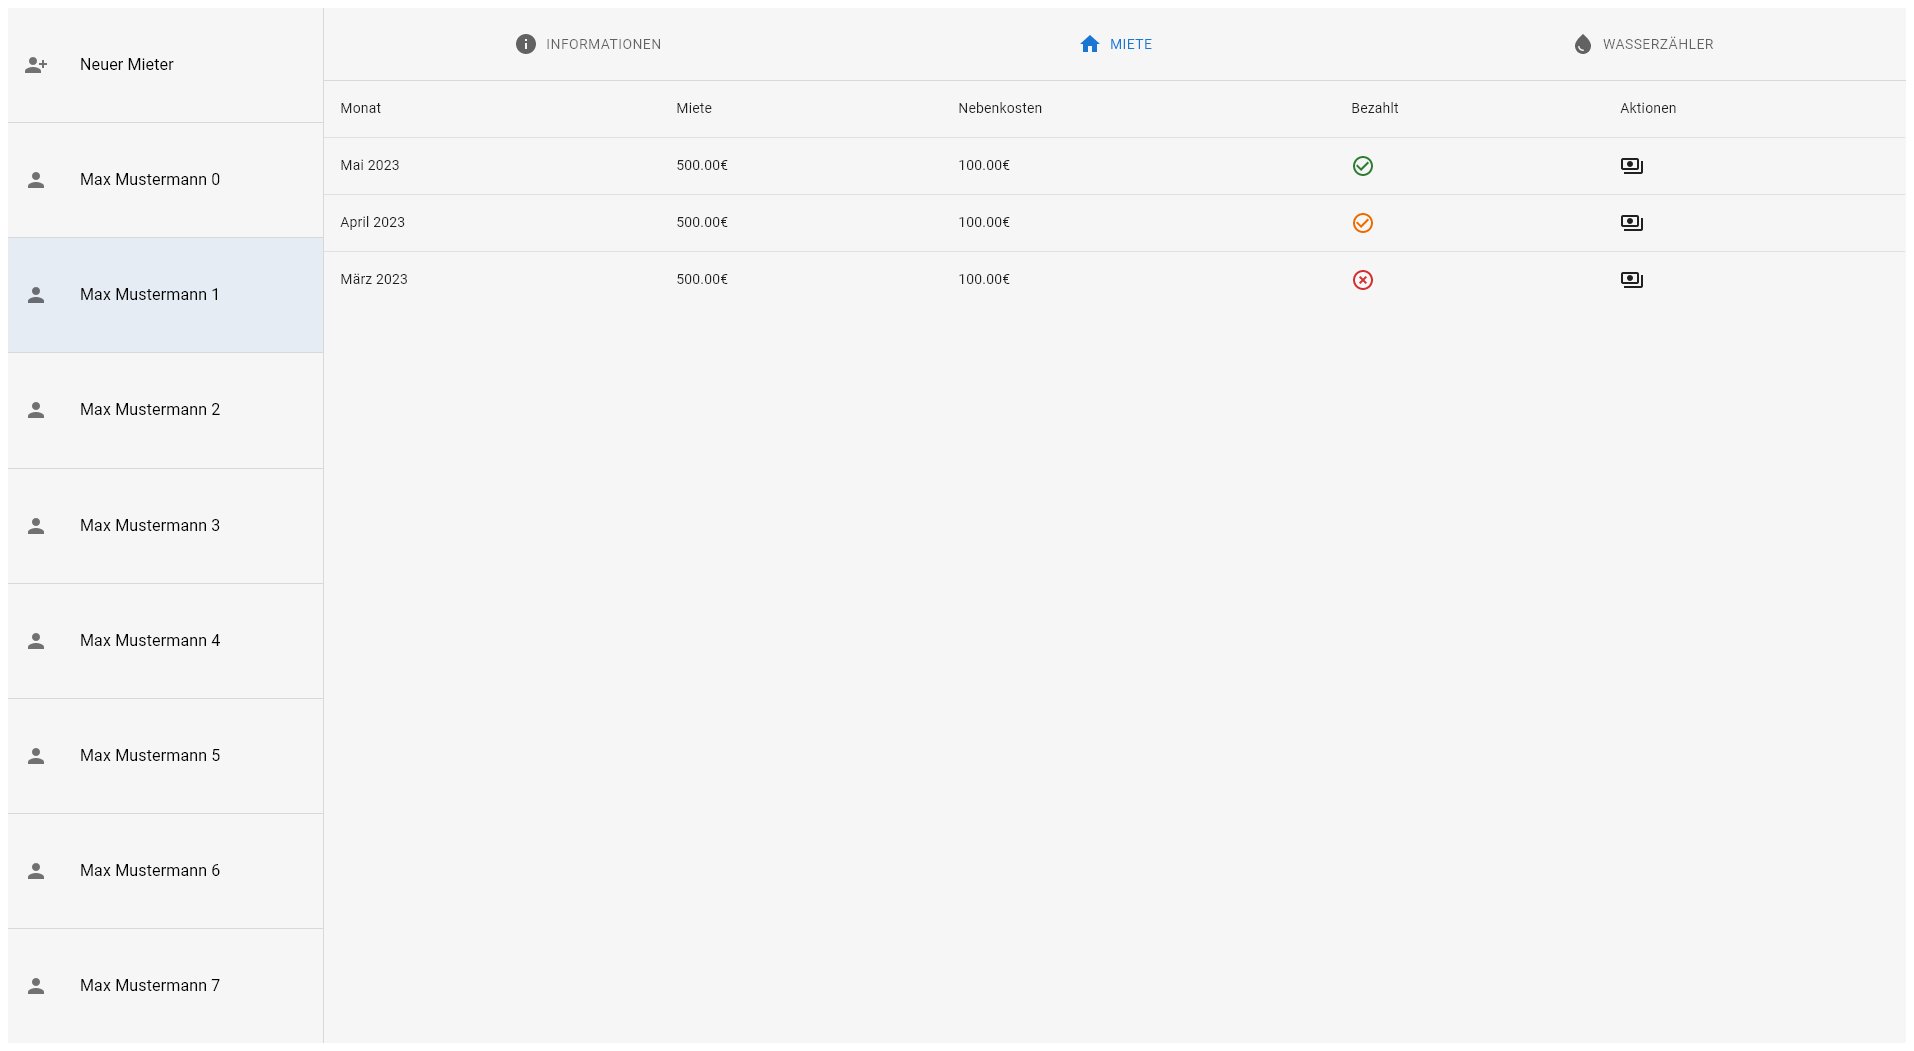 Neuer Mieter
Max Mustermann 0
Max Mustermann 1
Max Mustermann 2
Max Mustermann 3
Max Mustermann 4
Max Mustermann 5
Max Mustermann 6
Max Mustermann 7
INFORMATIONEN MIETE WASSERZÄHLER
Monat Miete Nebenkosten Bezahlt Aktionen
Mai 2023 500.00€ 100.00€
April 2023 500.00€ 100.00€
März 2023 500.00€ 100.00€